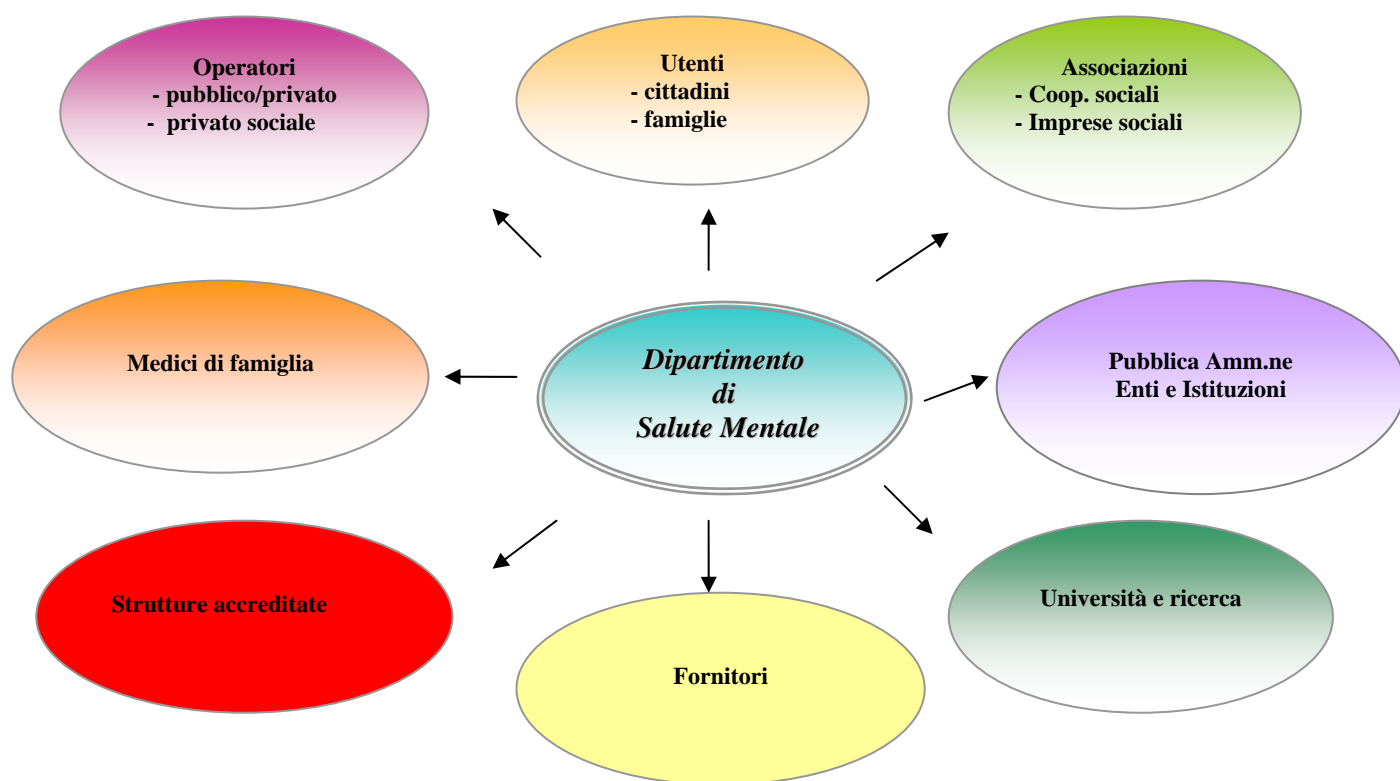 Operatori
- pubblico/privato
- privato sociale
Utenti
- cittadini
- famiglie
Associazioni
- Coop. sociali
- Imprese sociali
Medici di famiglia
Dipartimento
di
Salute Mentale
Pubblica Amm.ne
Enti e Istituzioni
Strutture accreditate
Fornitori
Università e ricerca